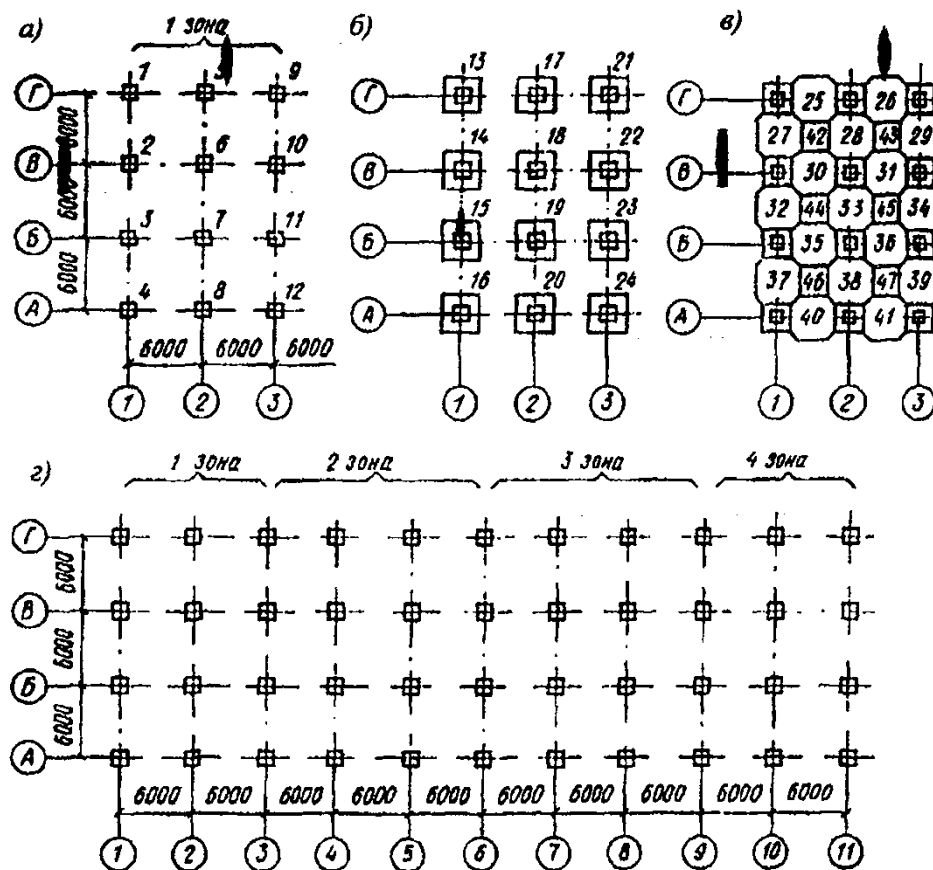 а)
1 зона
1 5 9
Г
6000
2 6 10
В
6000
3 7 11
Б
6000
4 8 12
А
6000 6000 6000
1 2 3
б)
13 17 21
Г
14 18 22
В
15 19 23
Б
16 20 24
А
1 2 3
в)
Г
25 26
27 42 28 43 29
В
30 31
32 44 33 45 34
Б
35 36
37 46 38 47 39
А
40 41
1 2 3
г)
1 зона 2 зона 3 зона 4 зона
Г
6000
В
6000
Б
6000
А
6000 6000 6000 6000 6000 6000 6000 6000 6000 6000
1 2 3 4 5 6 7 8 9 10 11